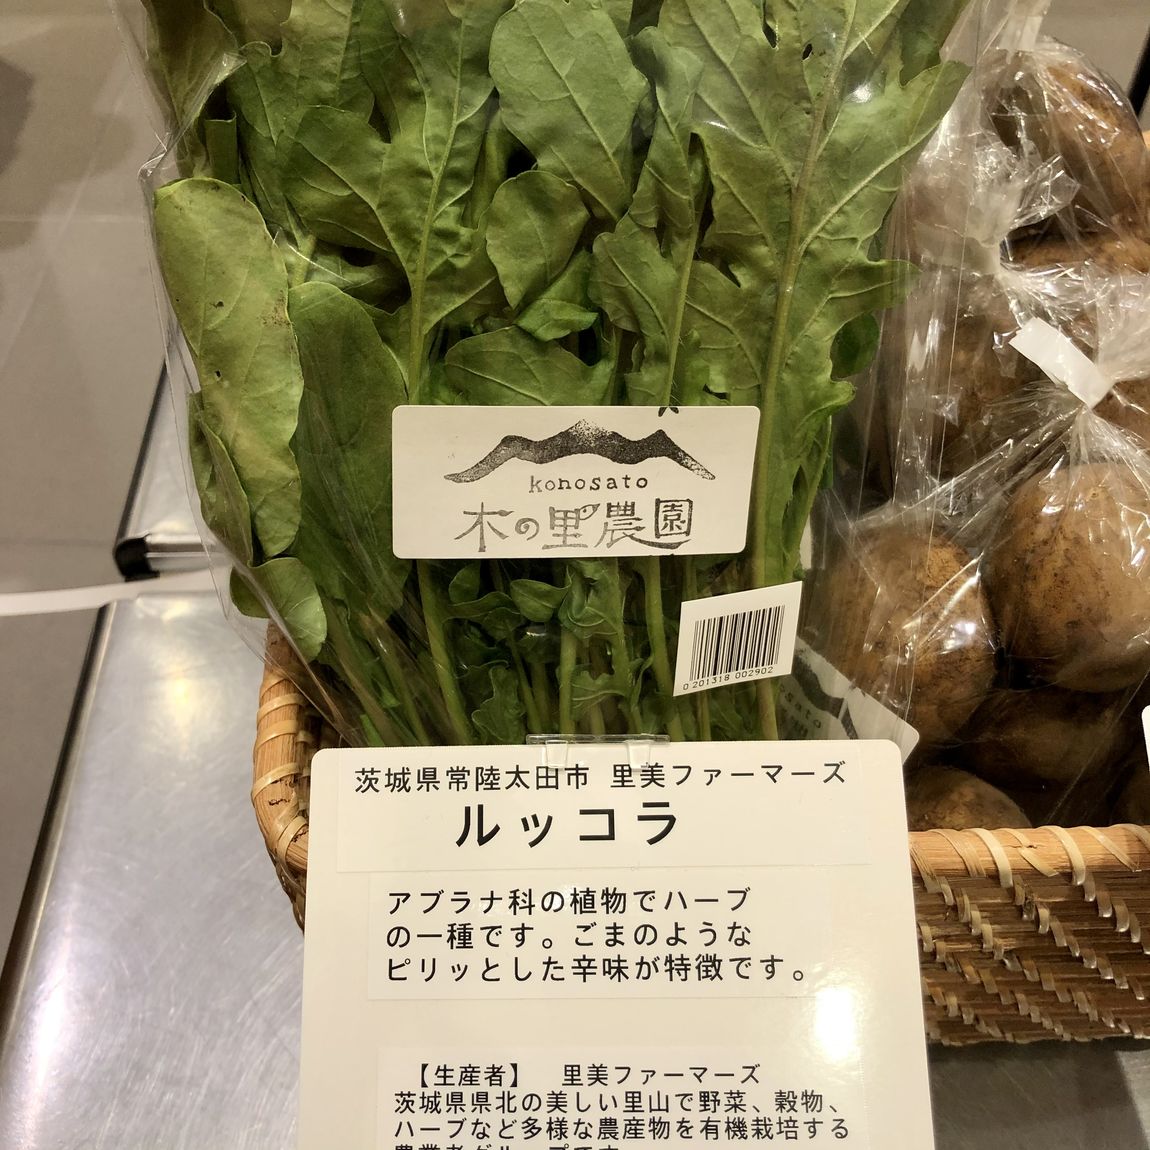 konosato
木の里農園
0 201318 002902
茨城県常陸太田市 里美ファーマーズ
ルッコラ
アブラナ科の植物でハーブ
の一種です。ごまのような
ピリッとした辛味が特徴です。
【生産者】 里美ファーマーズ
茨城県県北の美しい里山で野菜、穀物、
ハーブなど多様な農産物を有機栽培する